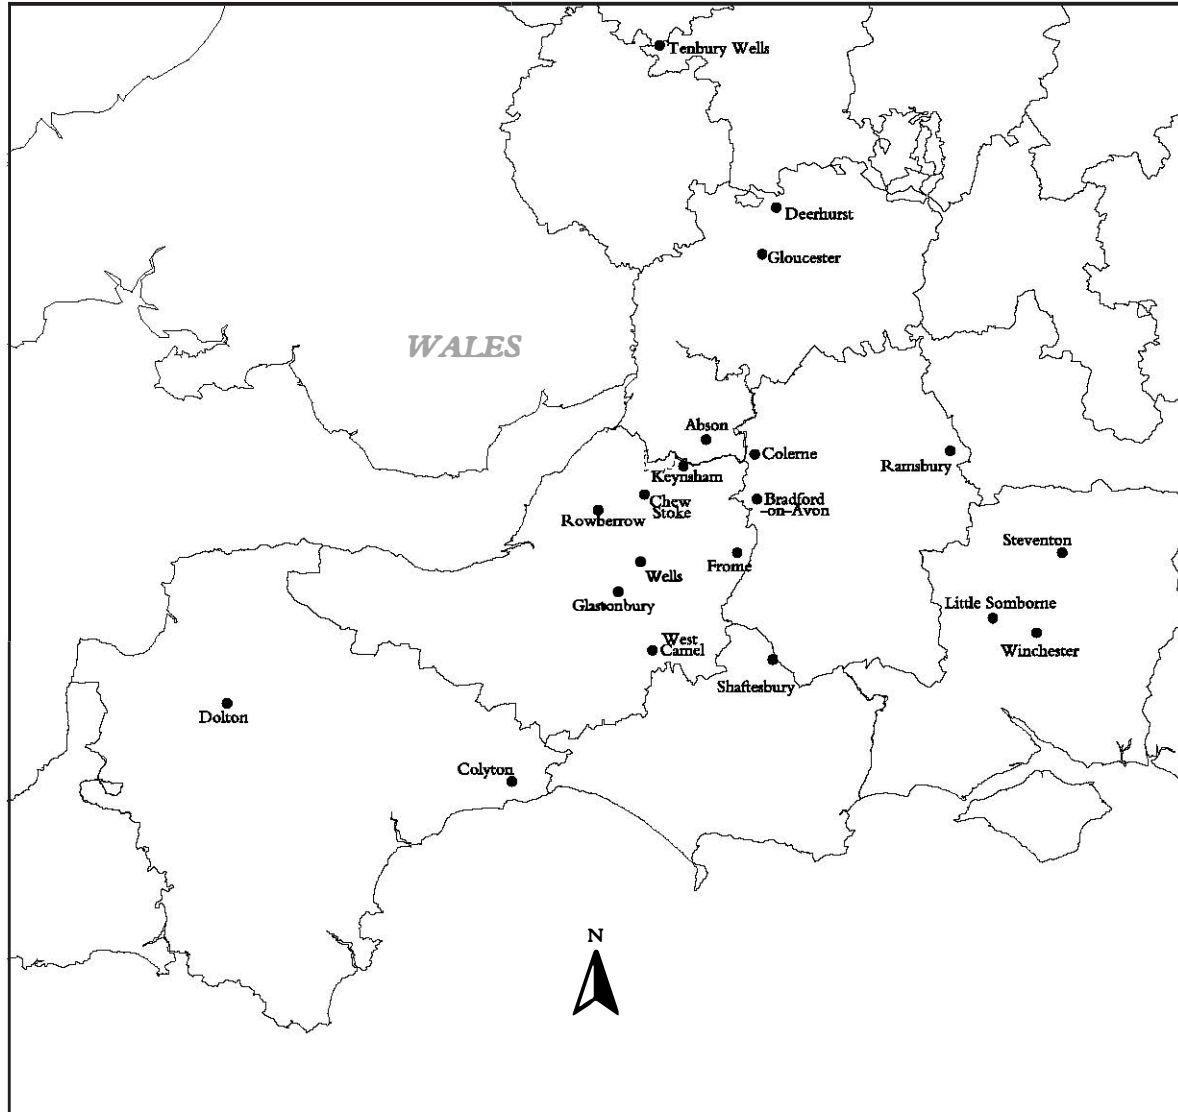 Tenbury Wells
Deerhurst
Gloucester
WALES
Abson
Colerne
Ramsbury
Keynsham
Chew
Stoke
Bradford
-on-Avon
Rowberrow
Steventon
Frome
Wells
Glastonbury
Little Somborne
West
Camel
Winchester
Shaftesbury
Dolton
Colyton
N